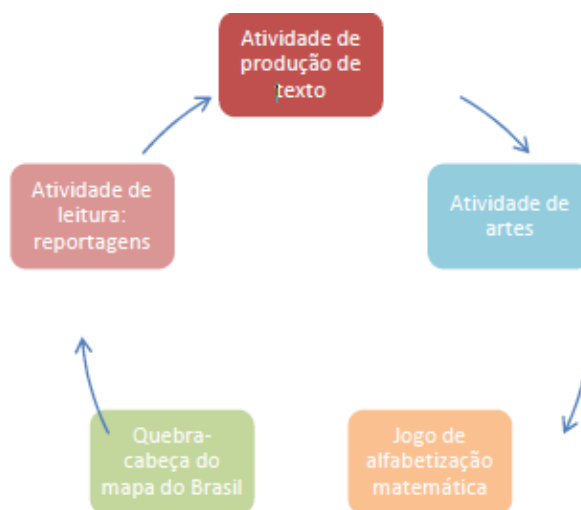 Atividade de
produção de
texto
Atividade de
artes
Jogo de
alfabetização
matemática
Quebra-
cabeça do
mapa do Brasil
Atividade de
leitura:
reportagens